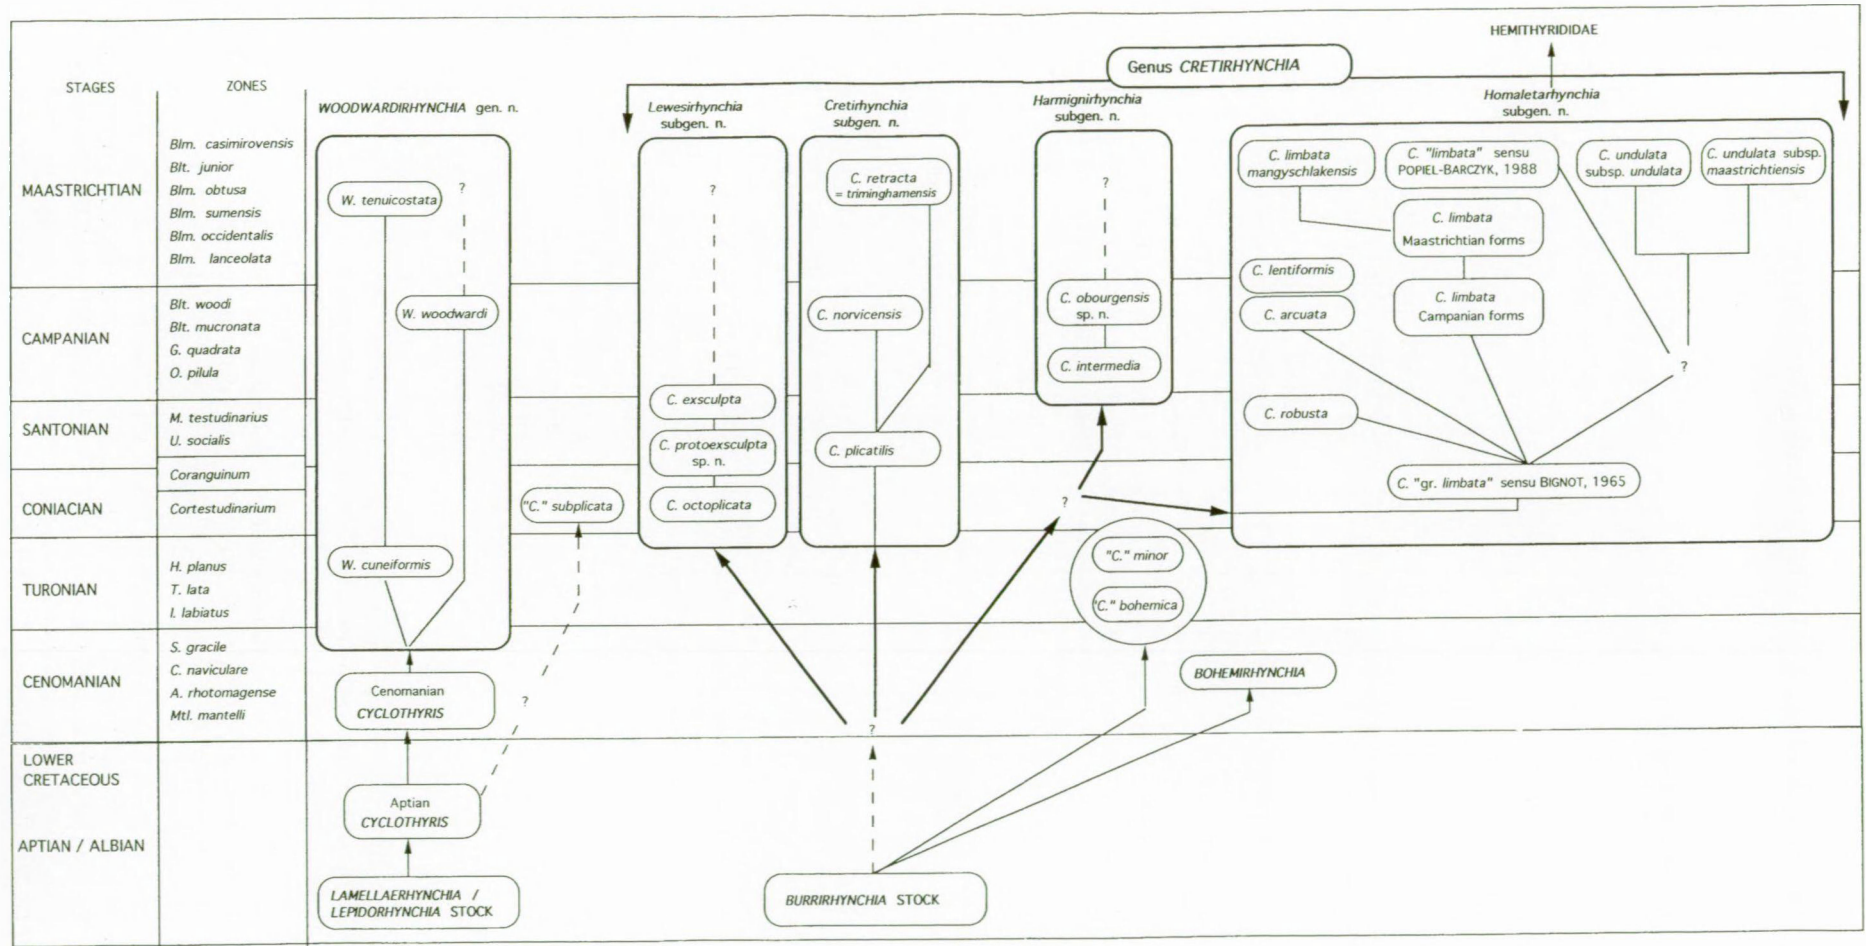 HEMITHYRIDIDAE
Genus CRETIRHYNCHIA
STAGES
ZONES
WOODWARDIRHYNCHIA gen. n.
Lewesirhynchia
subgen. n.
Cretirhynchia
subgen. n.
Harmignirhynchia
subgen. n.
Homaletarhynchia
subgen. n.
MAASTRICHTIAN
Blm. casimirovensis
Blt. junior
Blm. obtusa
Blm. sumensis
Blm. occidentalis
Blm. lanceolata
W. tenuicostata
?
?
C. retracta
= triminghamensis
?
C. limbata
mangyschlakensis
C. "limbata" sensu
POPIEL-BARCZYK, 1988
C. undulata
subsp. undulata
C. undulata subsp.
maastrichtiensis
C. limbata
Maastrichtian forms
C. lentiformis
CAMPANIAN
Blt. woodi
Blt. mucronata
G. quadrata
O. pilula
W. woodwardi
C. norvicensis
C. obourgensis
sp. n.
C. intermedia
C. arcuata
C. limbata
Campanian forms
?
SANTONIAN
M. testudinarius
U. socialis
C. exsculpta
C. protoexsculpta
sp. n.
C. plicatilis
C. robusta
Coranguinum
CONIACIAN
Cortestudinarium
"C." subplicata
C. octoplicata
?
C. "gr. limbata" sensu BIGNOT, 1965
TURONIAN
H. planus
T. lata
I. labiatus
W. cuneiformis
"C." minor
"C." bohemica
CENOMANIAN
S. gracile
C. naviculare
A. rhotomagense
Mtl. mantelli
Cenomanian
CYCLOTHYRIS
?
?
BOHEMIRHYNCHIA
LOWER
CRETACEOUS
APTIAN / ALBIAN
Aptian
CYCLOTHYRIS
LAMELLAERHYNCHIA /
LEPIDORHYNCHIA STOCK
BURRIRHYNCHIA STOCK